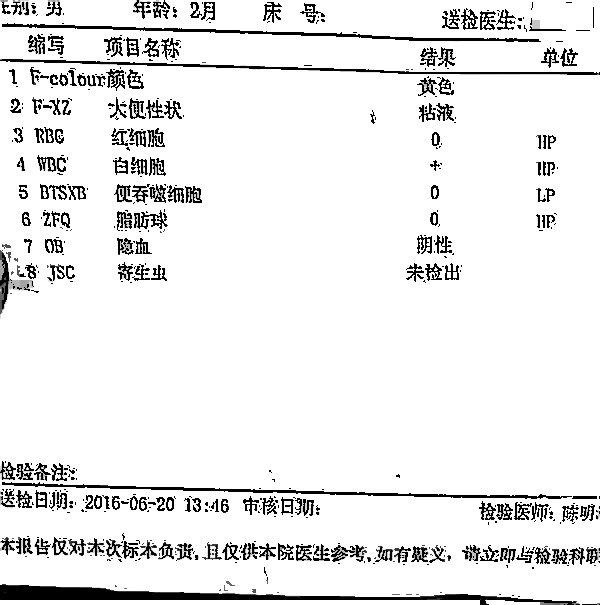 性别: 男 年龄: 2月 床 号: 送检医生:
缩写 项目名称 结果 单位
1 F-colour颜色 黄色
2 F-XZ 大便性状 粘液
3 RBC 红细胞 0 HP
4 WBC 白细胞 + HP
5 BTSXB 便吞噬细胞 0 LP
6 ZFQ 脂肪球 0 HP
7 OB 隐血 阴性
8 JSC 寄生虫 未检出
检验备注:
送检日期: 2016-06-20 13:46 审核日期: 检验医师: 陈明
本报告仅对本次标本负责, 且仅供本院医生参考, 如有疑义, 请立即与检验科联